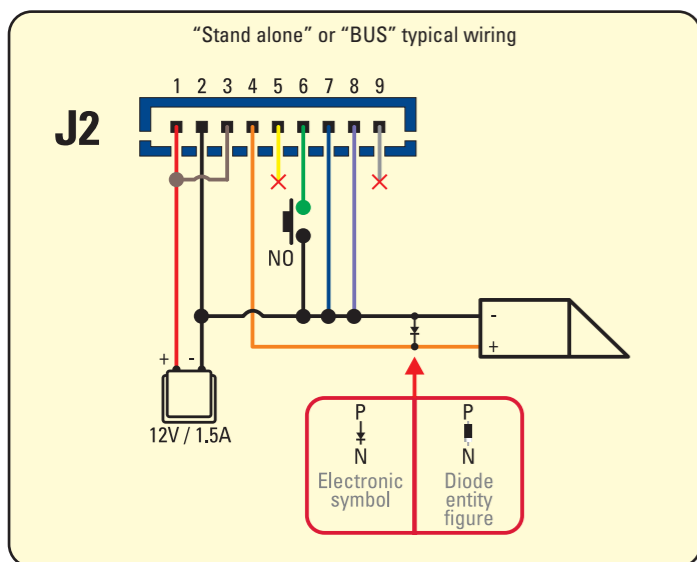 “Stand alone” or “BUS” typical wiring
1 2 3 4 5 6 7 8 9
J2
NO
-
+
+ -
12V / 1.5A
P P
N N
Electronic Diode
symbol entity
figure